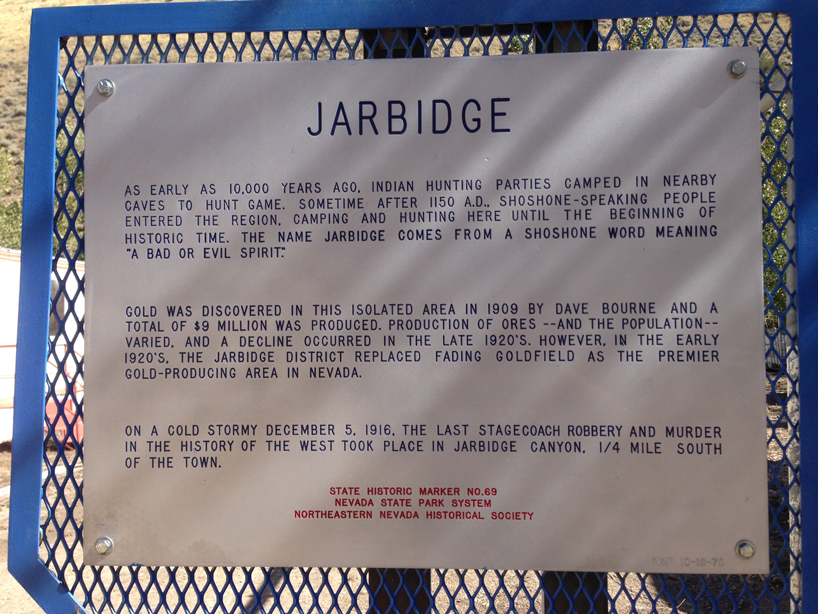 JARBIDGE
AS EARLY AS 10,000 YEARS AGO, INDIAN HUNTING PARTIES CAMPED IN NEARBY
CAVES TO HUNT GAME. SOMETIME AFTER 1150 A.D., SHOSHONE-SPEAKING PEOPLE
ENTERED THE REGION, CAMPING AND HUNTING HERE UNTIL THE BEGINNING OF
HISTORIC TIME. THE NAME JARBIDGE COMES FROM A SHOSHONE WORD MEANING
"A BAD OR EVIL SPIRIT."
GOLD WAS DISCOVERED IN THIS ISOLATED AREA IN 1909 BY DAVE BOURNE AND A
TOTAL OF $9 MILLION WAS PRODUCED. PRODUCTION OF ORES --AND THE POPULATION--
VARIED, AND A DECLINE OCCURRED IN THE LATE 1920'S. HOWEVER, IN THE EARLY
1920'S, THE JARBIDGE DISTRICT REPLACED FADING GOLDFIELD AS THE PREMIER
GOLD-PRODUCING AREA IN NEVADA.
ON A COLD STORMY DECEMBER 5, 1916, THE LAST STAGECOACH ROBBERY AND MURDER
IN THE HISTORY OF THE WEST TOOK PLACE IN JARBIDGE CANYON, 1/4 MILE SOUTH
OF THE TOWN.
STATE HISTORIC MARKER NO.69
NEVADA STATE PARK SYSTEM
NORTHEASTERN NEVADA HISTORICAL SOCIETY